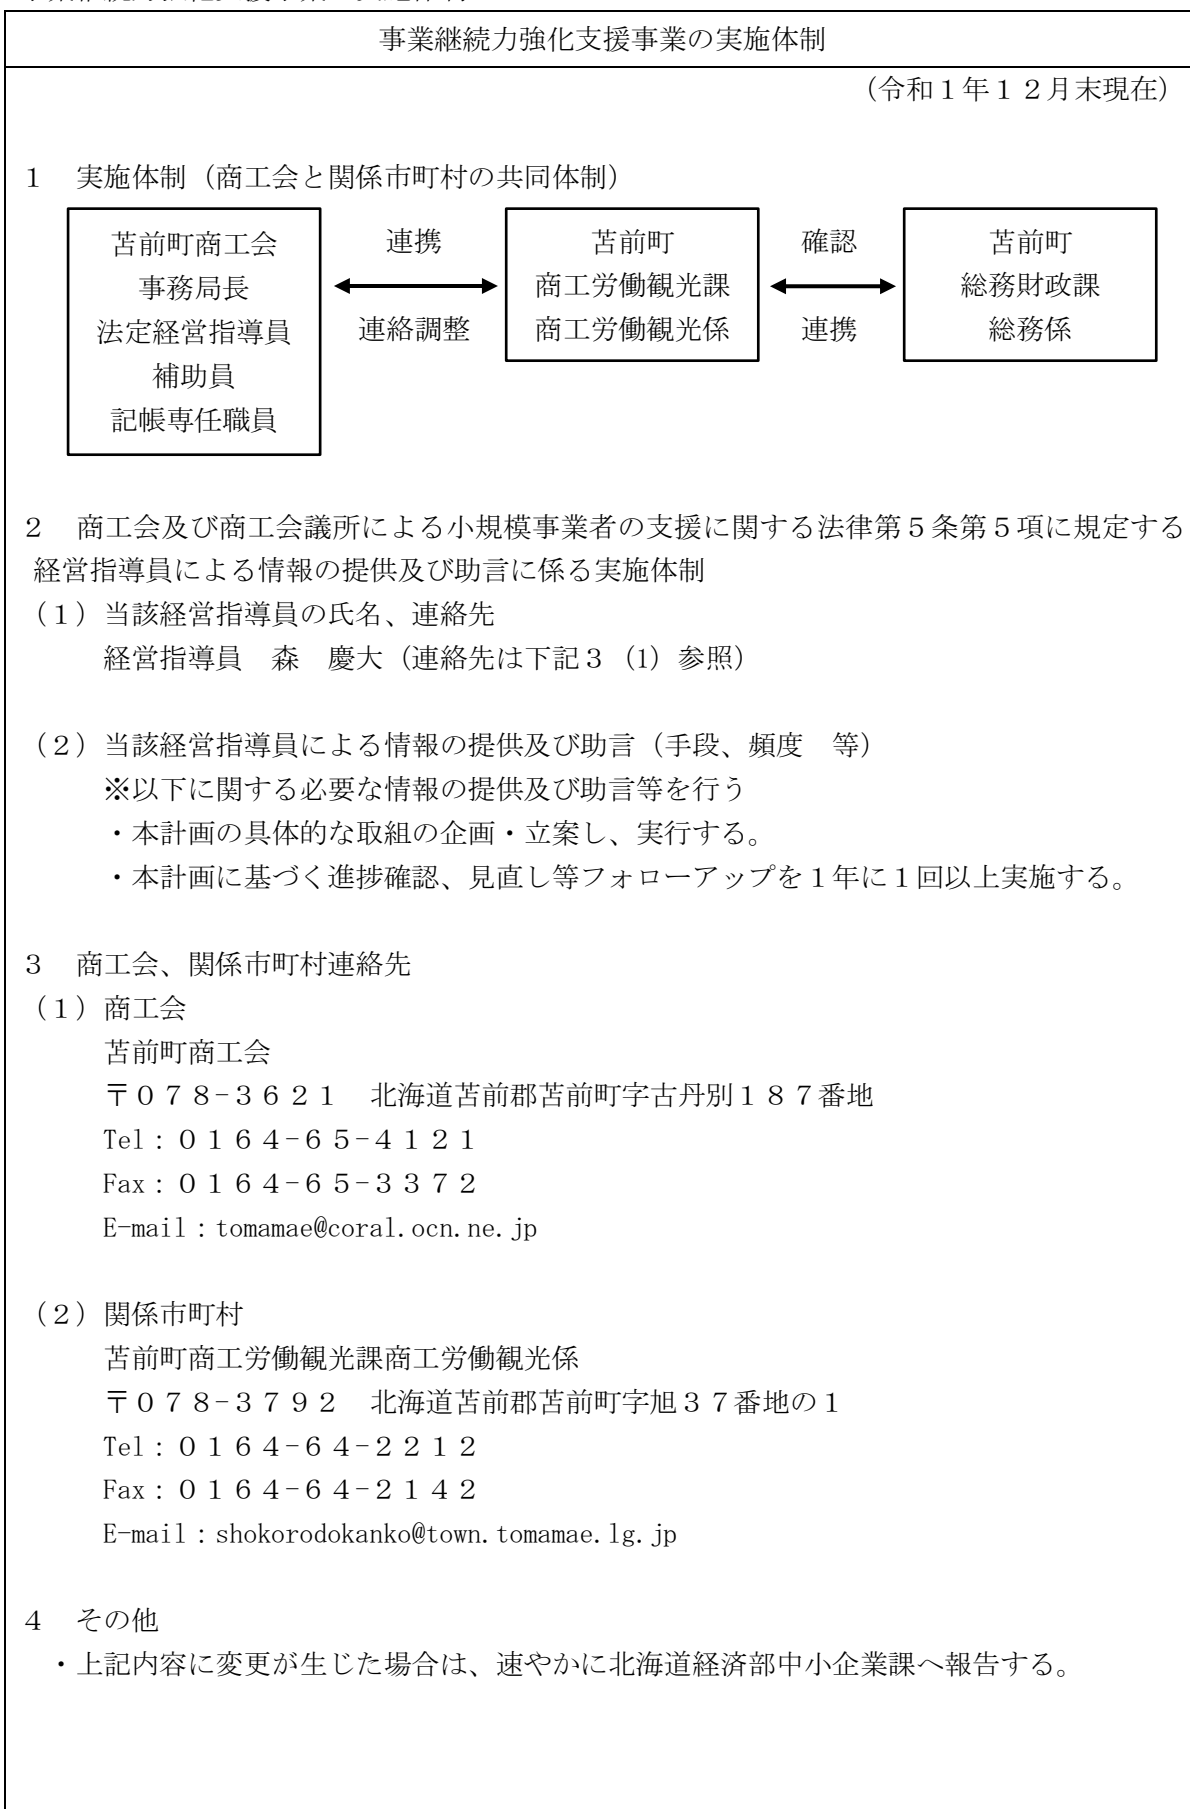 事業継続力強化支援事業の実施体制
（令和１年１２月末現在）
１　実施体制（商工会と関係市町村の共同体制）
苫前町商工会
事務局長
法定経営指導員
補助員
記帳専任職員
連携
連絡調整
苫前町
商工労働観光課
商工労働観光係
確認
連携
苫前町
総務財政課
総務係
２　商工会及び商工会議所による小規模事業者の支援に関する法律第５条第５項に規定する
経営指導員による情報の提供及び助言に係る実施体制
（１）当該経営指導員の氏名、連絡先
経営指導員　森　慶大（連絡先は下記３（1）参照）
（２）当該経営指導員による情報の提供及び助言（手段、頻度　等）
※以下に関する必要な情報の提供及び助言等を行う
・本計画の具体的な取組の企画・立案し、実行する。
・本計画に基づく進捗確認、見直し等フォローアップを１年に１回以上実施する。
３　商工会、関係市町村連絡先
（１）商工会
苫前町商工会
〒０７８-３６２１　北海道苫前郡苫前町字古丹別１８７番地
Tel：０１６４-６５-４１２１
Fax：０１６４-６５-３３７２
E-mail：tomamae@coral.ocn.ne.jp
（２）関係市町村
苫前町商工労働観光課商工労働観光係
〒０７８-３７９２　北海道苫前郡苫前町字旭３７番地の１
Tel：０１６４-６４-２２１２
Fax：０１６４-６４-２１４２
E-mail：shokorodokanko@town.tomamae.lg.jp
４　その他
・上記内容に変更が生じた場合は、速やかに北海道経済部中小企業課へ報告する。